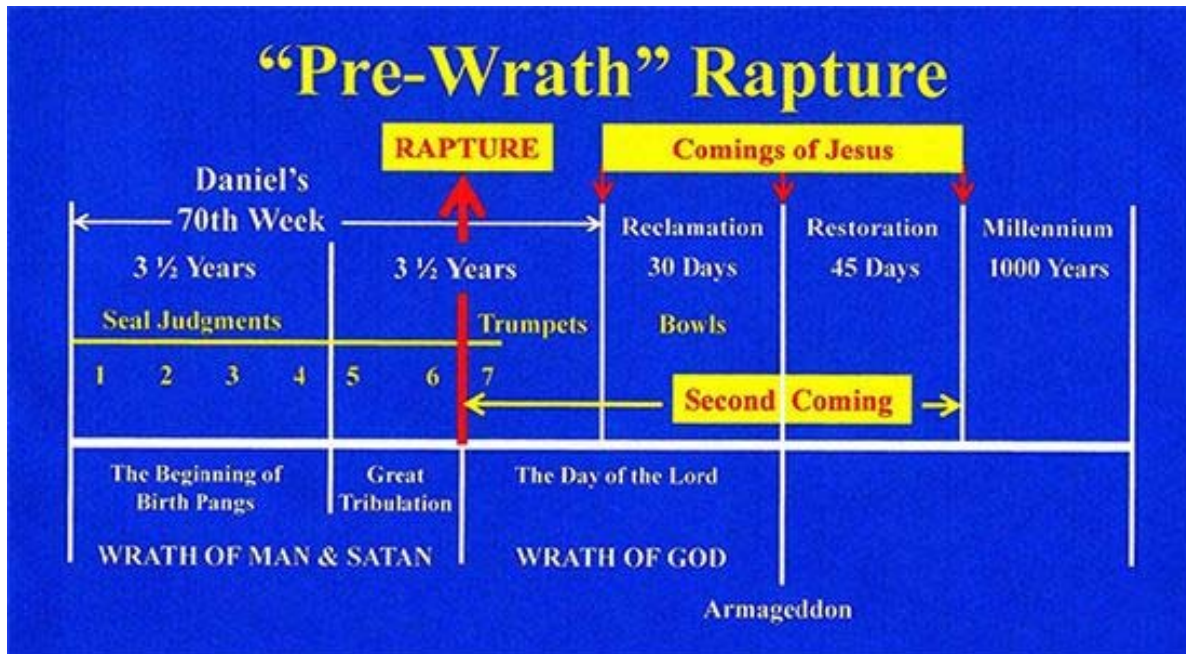 “Pre-Wrath” Rapture
RAPTURE
Comings of Jesus
Daniel’s
70th Week
Reclamation
30 Days
Restoration
45 Days
Millennium
1000 Years
3 ½ Years
3 ½ Years
Seal Judgments
Trumpets
Bowls
1 2 3 4 5 6 7
Second Coming
The Beginning of
Birth Pangs
Great
Tribulation
The Day of the Lord
WRATH OF MAN & SATAN
WRATH OF GOD
Armageddon